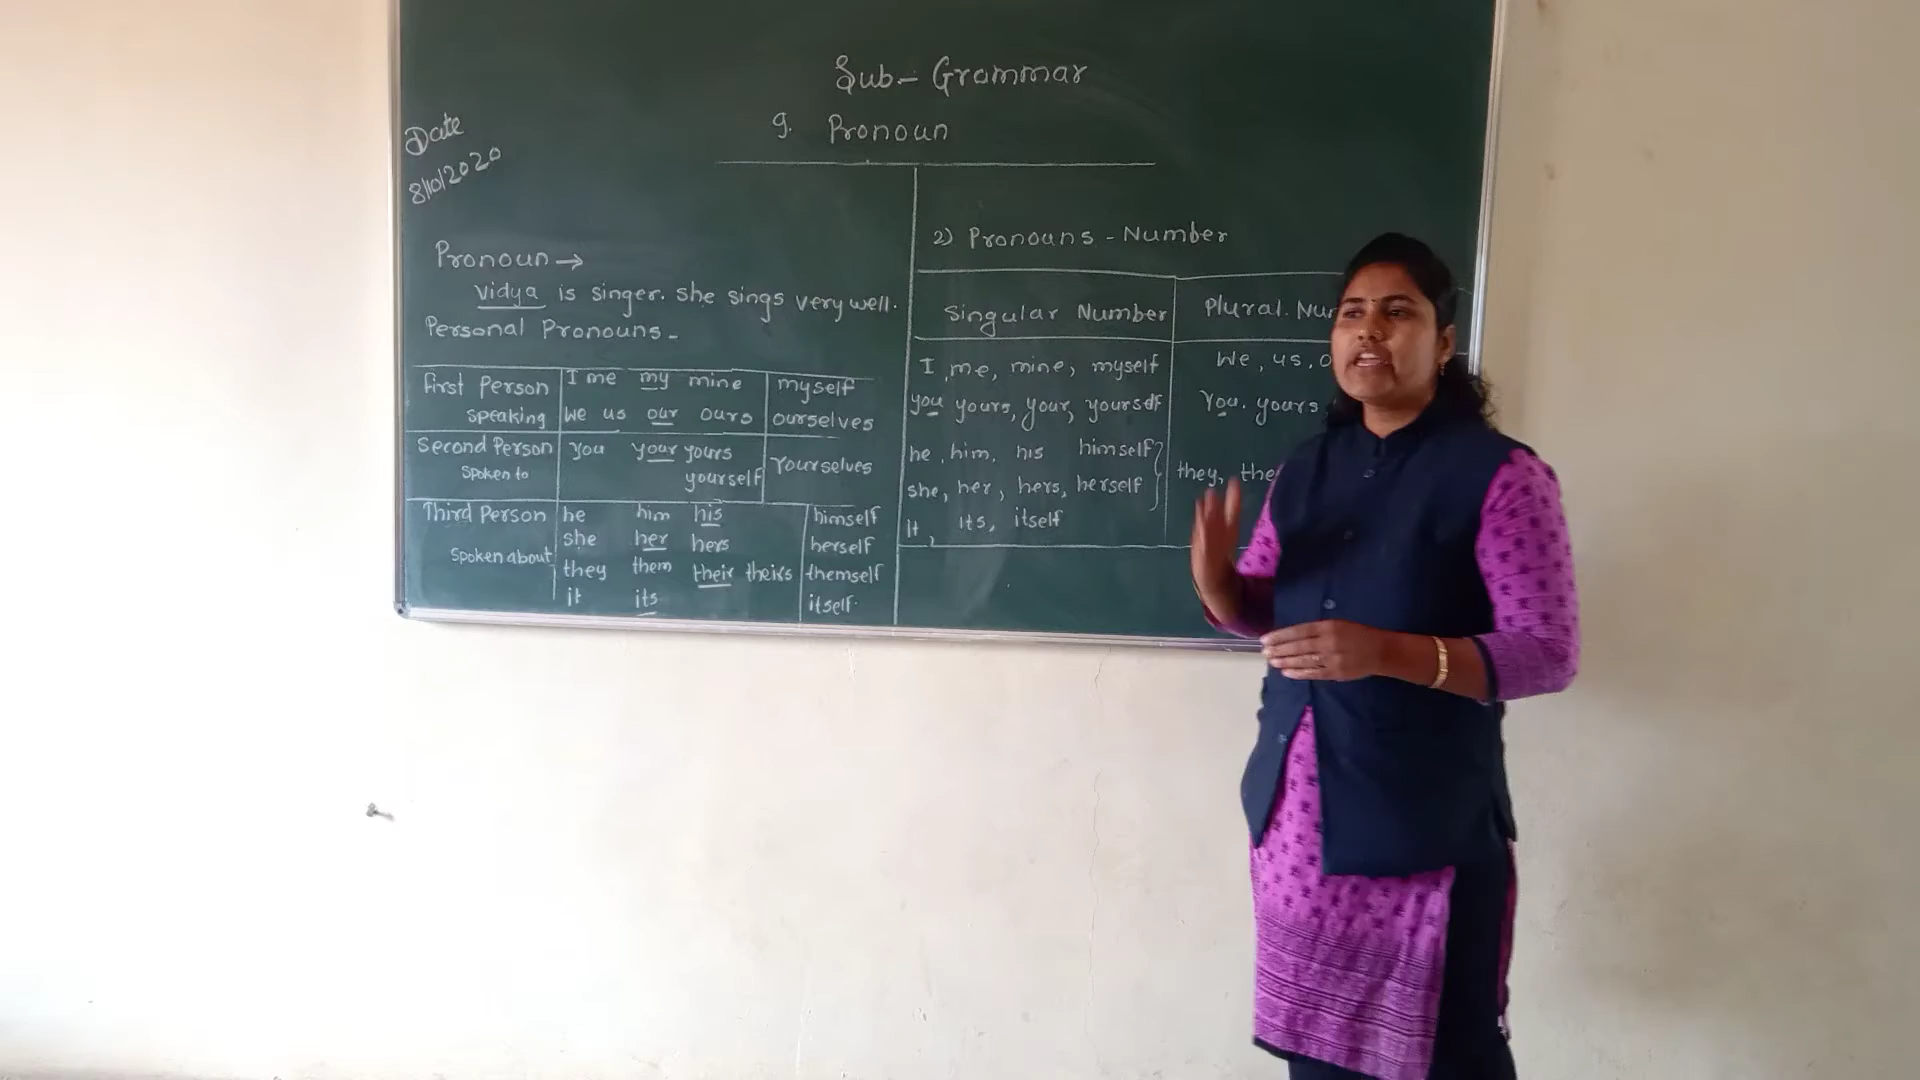 Sub- Grammar
9. Pronoun
Date
8/10/2020
Pronoun →
Vidya is singer. She sings very well.
Personal Pronouns -
First Person I me my mine myself
speaking We us our ours ourselves
Second Person you your yours Yourselves
Spoken to yourself
Third Person he him his himself
she her hers herself
Spoken about they them their theirs themself
it its itself.
2) Pronouns - Number
Singular Number Plural. Nu
I, me, mine, myself We, us, o
you yours, your, yourself You. yours
he, him, his himself
she, her, hers, herself they, the
it, its, itself